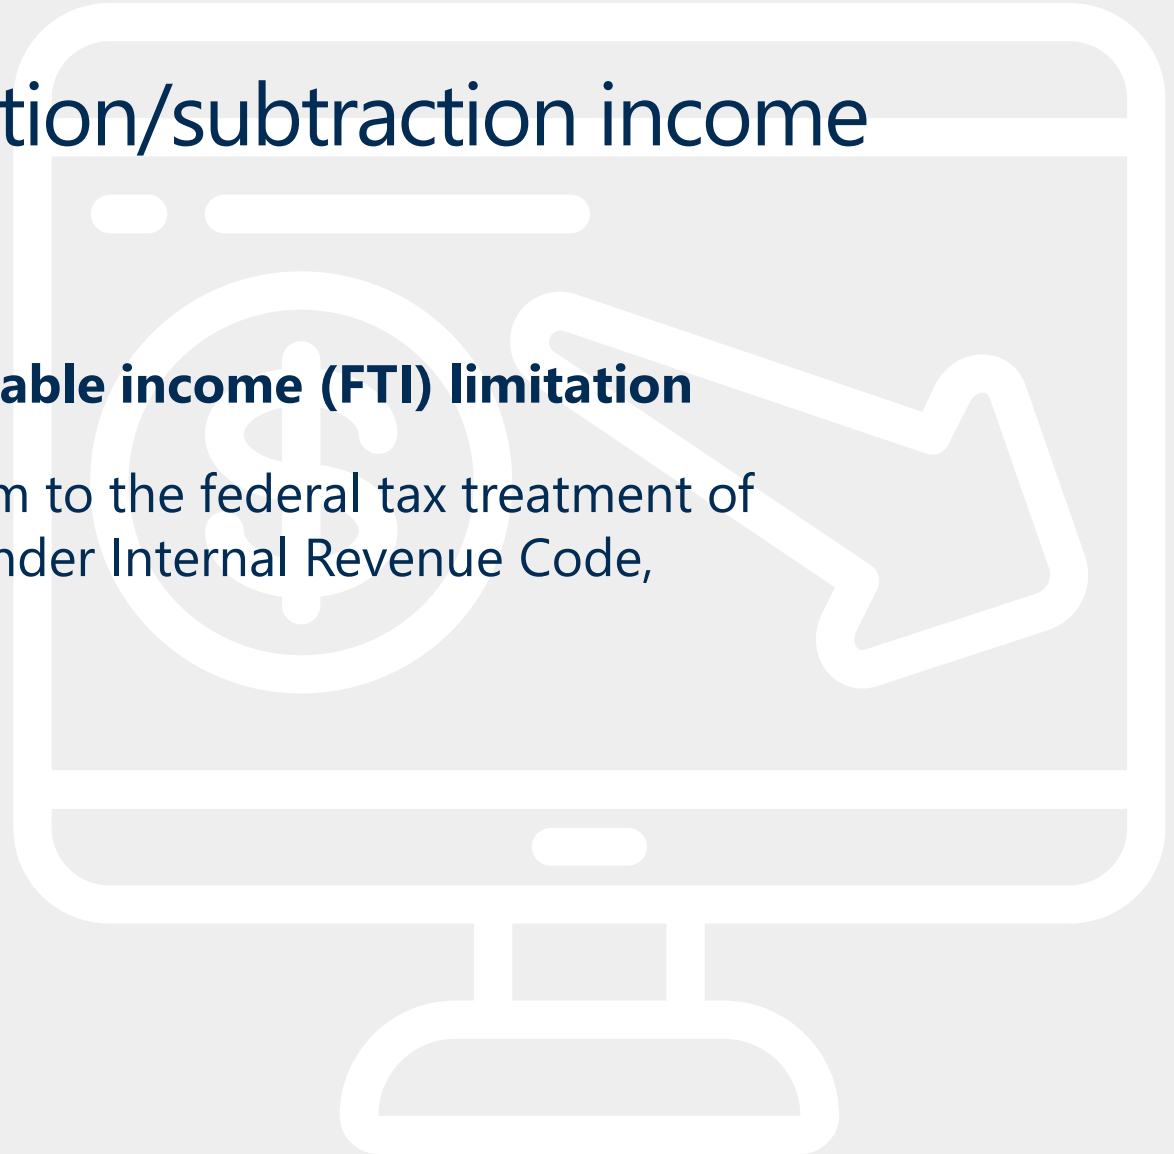 tion/subtraction income
able income (FTI) limitation
m to the federal tax treatment of
nder Internal Revenue Code,